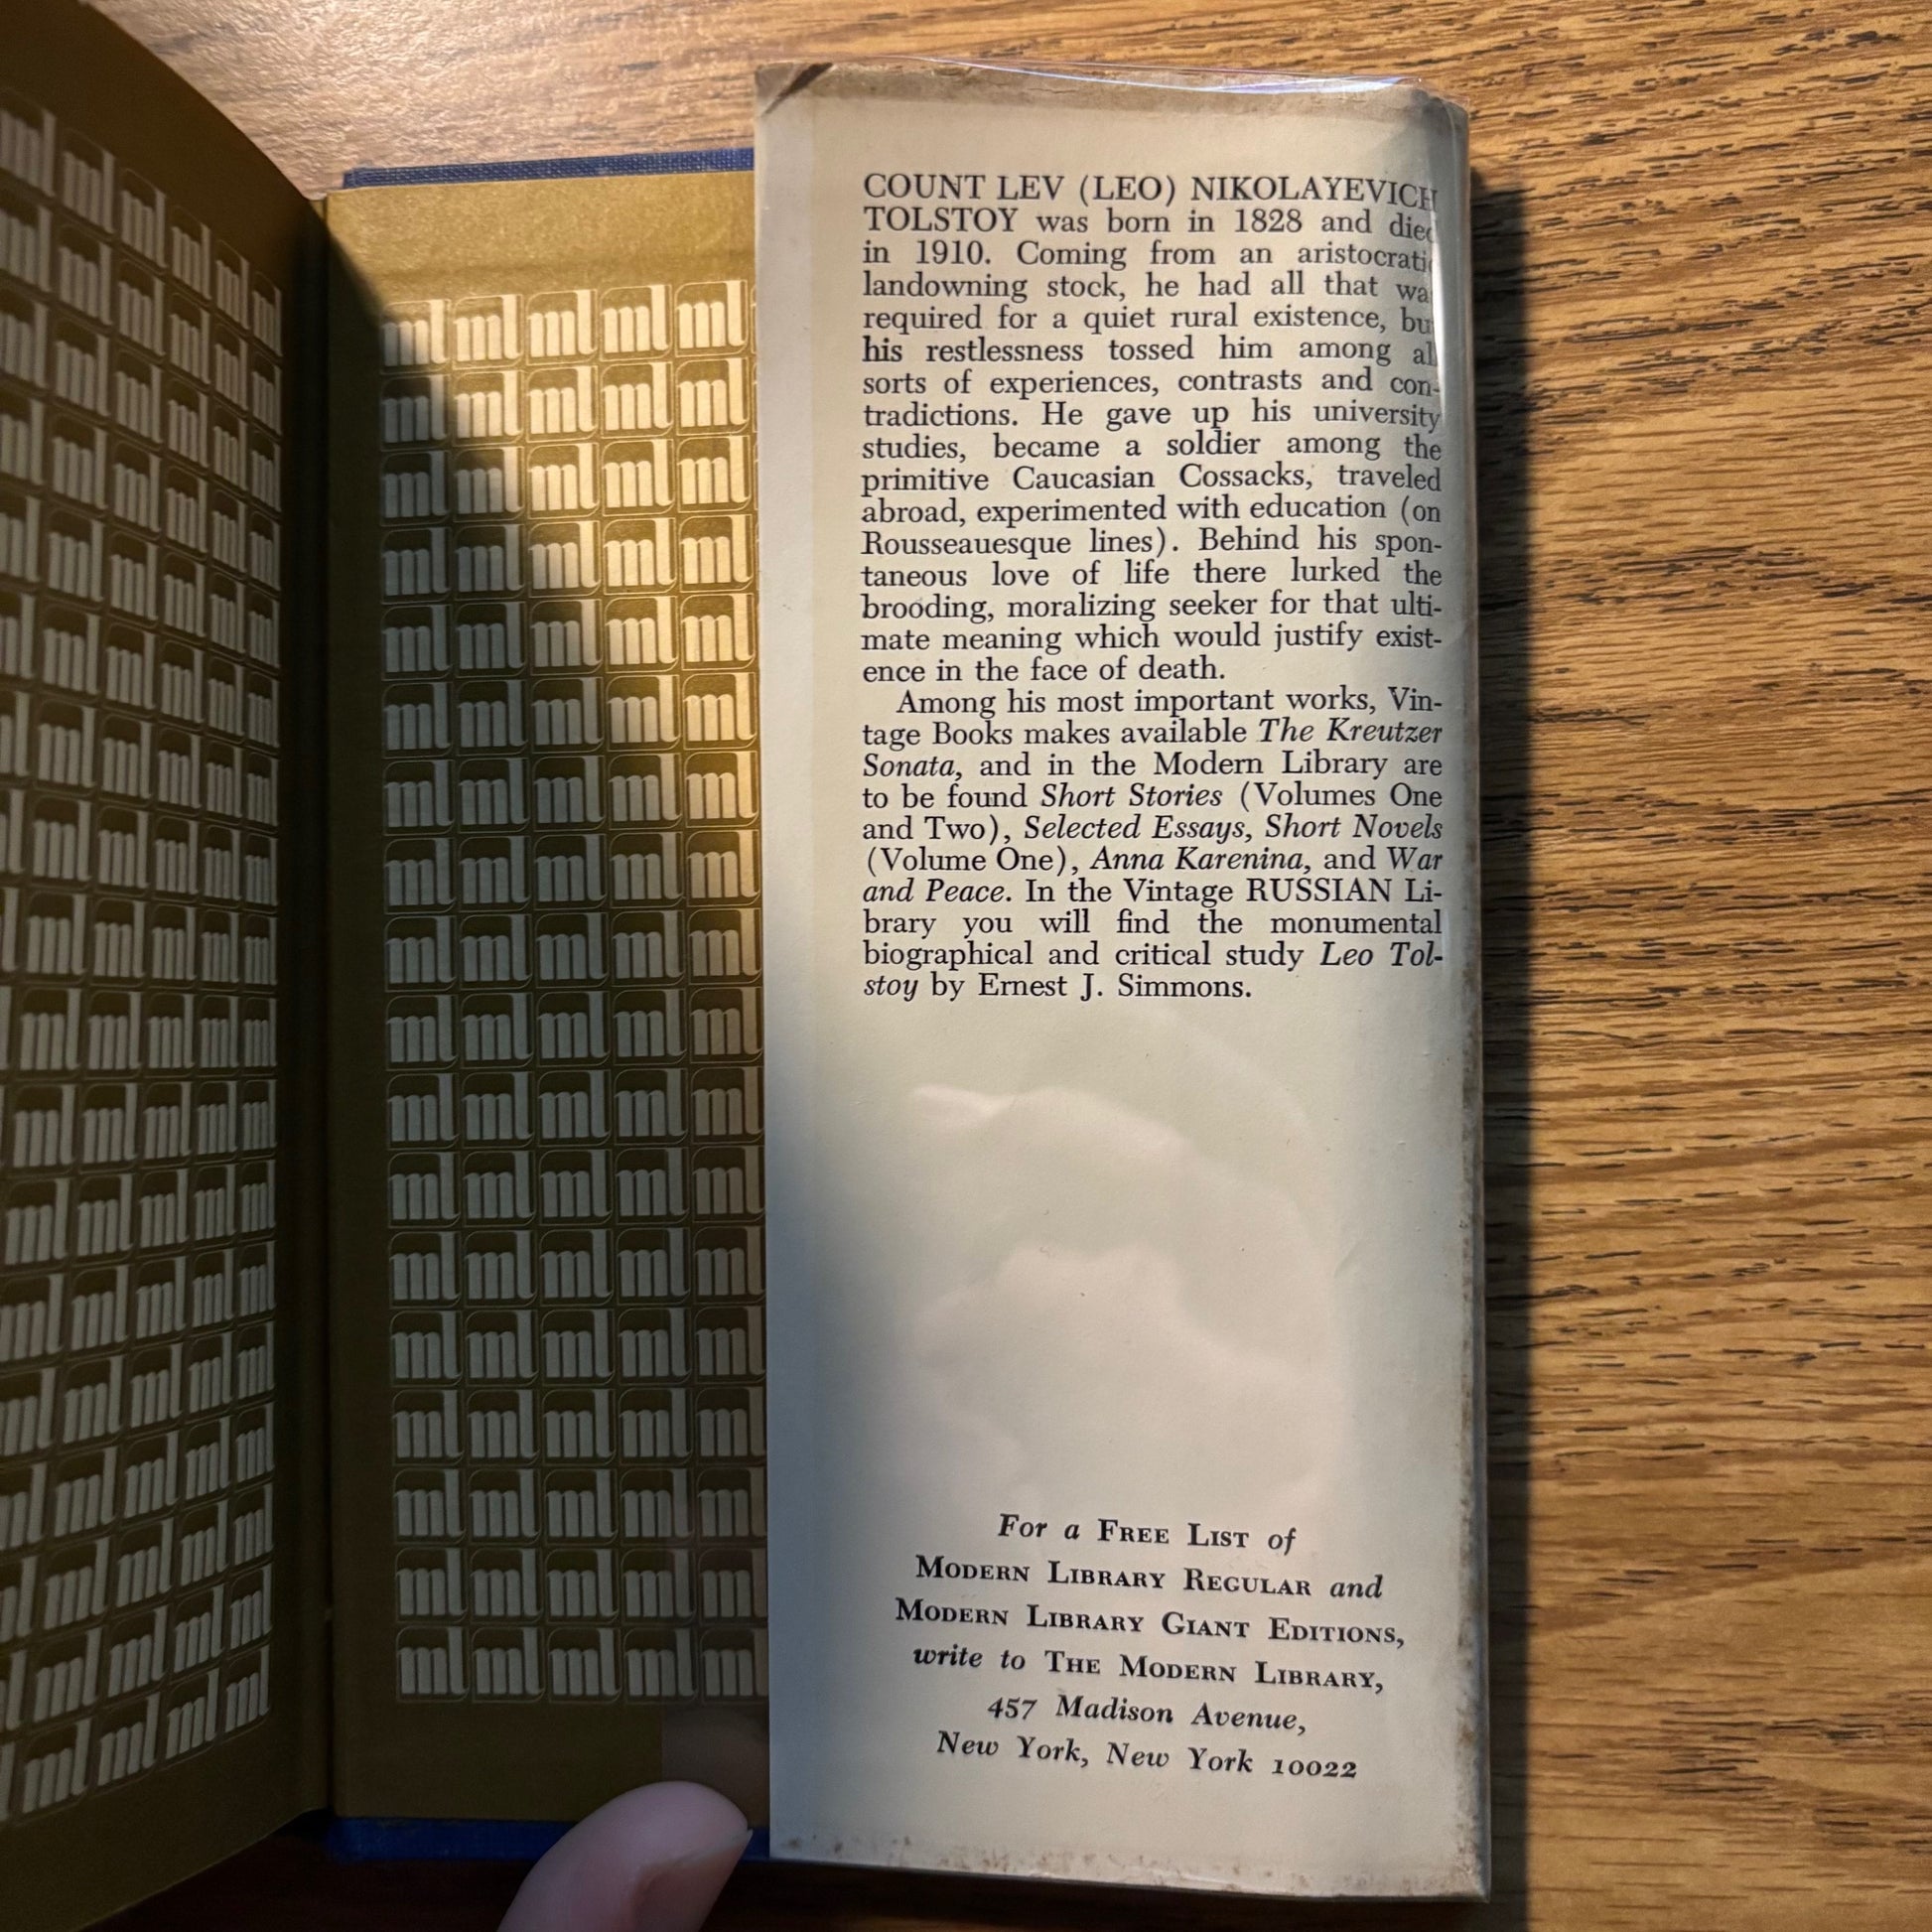 COUNT LEV (LEO) NIKOLAYEVICH
TOLSTOY was born in 1828 and died
in 1910. Coming from an aristocratic
landowning stock, he had all that was
required for a quiet rural existence, but
his restlessness tossed him among all
sorts of experiences, contrasts and con-
tradictions. He gave up his university
studies, became a soldier among the
primitive Caucasian Cossacks, traveled
abroad, experimented with education (on
Rousseauesque lines). Behind his spon-
taneous love of life there lurked the
brooding, moralizing seeker for that ulti-
mate meaning which would justify exist-
ence in the face of death.
Among his most important works, Vin-
tage Books makes available The Kreutzer
Sonata, and in the Modern Library are
to be found Short Stories (Volumes One
and Two), Selected Essays, Short Novels
(Volume One), Anna Karenina, and War
and Peace. In the Vintage RUSSIAN Li-
brary you will find the monumental
biographical and critical study Leo Tol-
stoy by Ernest J. Simmons.
For a FREE LIST of
MODERN LIBRARY REGULAR and
MODERN LIBRARY GIANT EDITIONS,
write to THE MODERN LIBRARY,
457 Madison Avenue,
New York, New York 10022